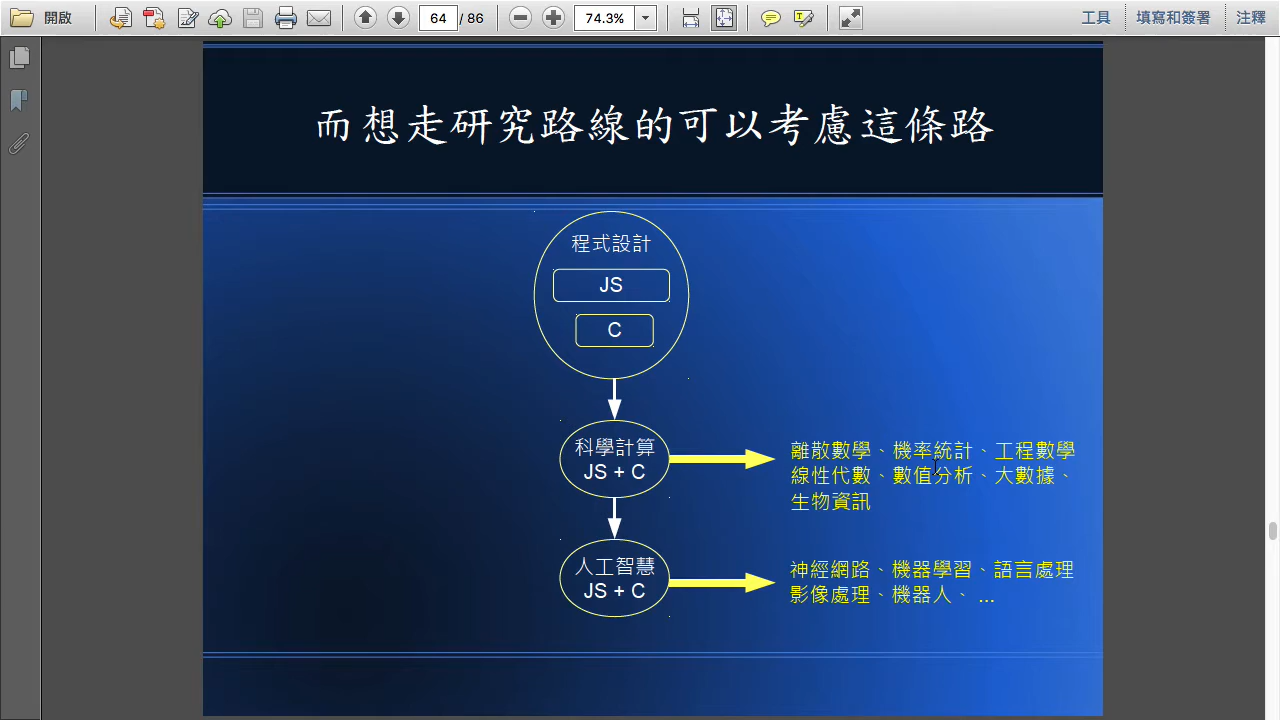 開啟
64 / 86
74.3%
工具
填寫和簽署
注釋
而想走研究路線的可以考慮這條路
程式設計
JS
C
科學計算
JS + C
離散數學、機率統計、工程數學
線性代數、數值分析、大數據、
生物資訊
人工智慧
JS + C
神經網路、機器學習、語言處理
影像處理、機器人、 ...